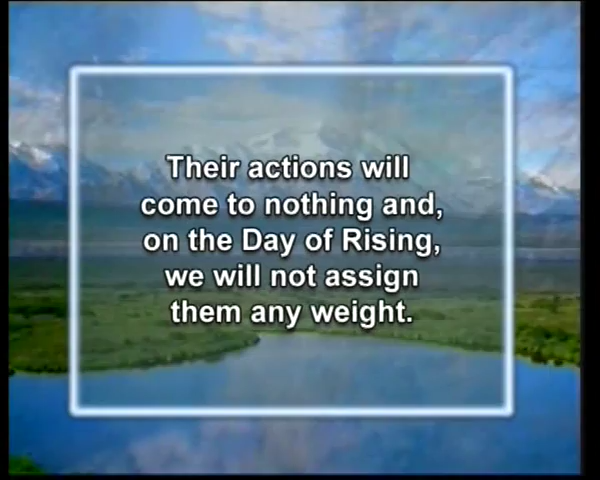 Their actions will
come to nothing and,
on the Day of Rising,
we will not assign
them any weight.